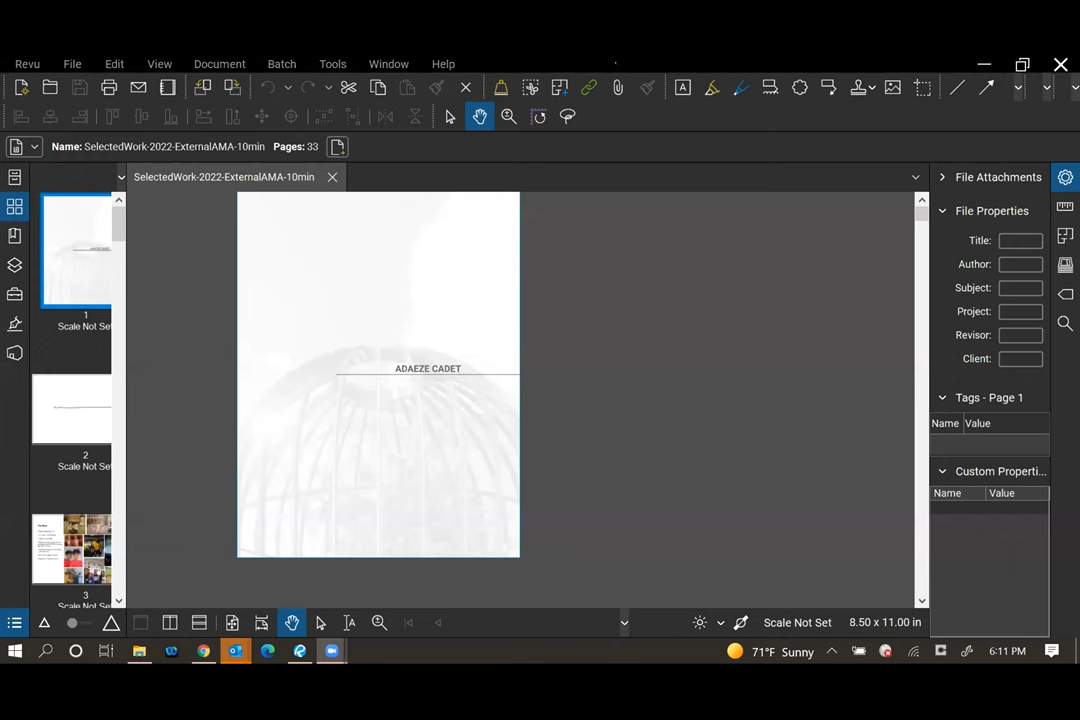 Revu File Edit View Document Batch Tools Window Help
Name: SelectedWork-2022-ExternalAMA-10min Pages: 33
SelectedWork-2022-ExternalAMA-10min
File Attachments
File Properties
Title:
Author:
Subject:
Project:
Revisor:
Client:
Tags - Page 1
Name Value
Custom Properti...
Name Value
1
Scale Not Set
2
Scale Not Set
3
Scale Not Set
ADAEZE CADET
Scale Not Set 8.50 x 11.00 in
71°F Sunny 6:11 PM